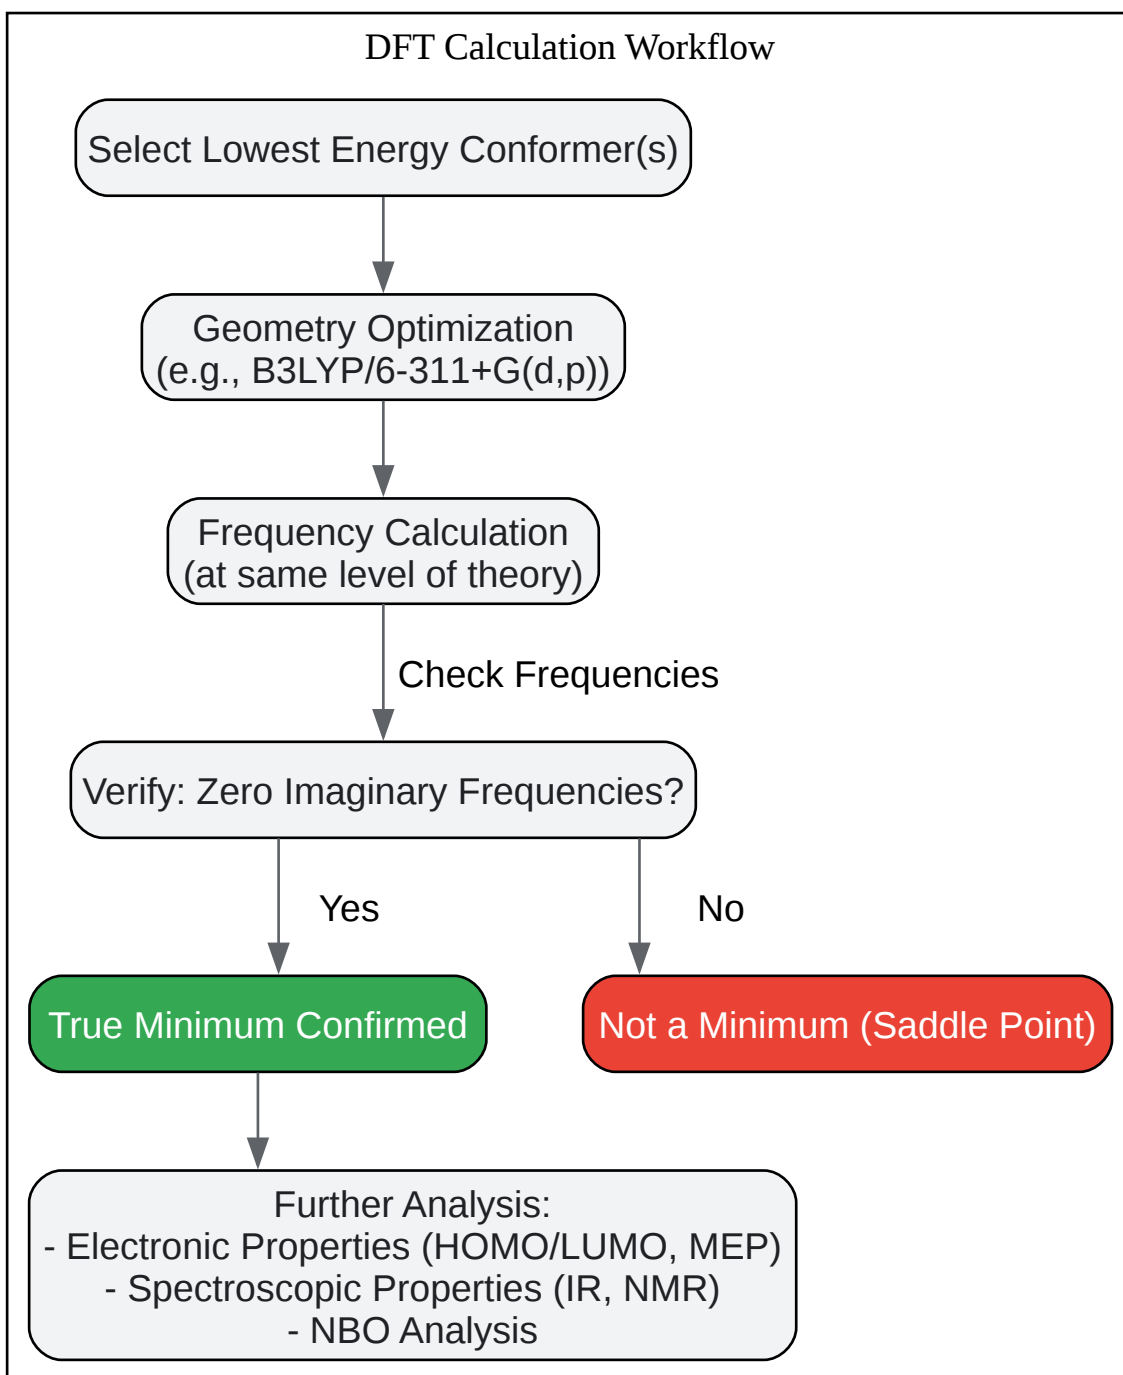 DFT Calculation Workflow
Select Lowest Energy Conformer(s)
Geometry Optimization
(e.g., B3LYP/6-311+G(d,p))
Frequency Calculation
(at same level of theory)
Check Frequencies
Verify: Zero Imaginary Frequencies?
Yes
No
True Minimum Confirmed
Not a Minimum (Saddle Point)
Further Analysis:
- Electronic Properties (HOMO/LUMO, MEP)
- Spectroscopic Properties (IR, NMR)
- NBO Analysis